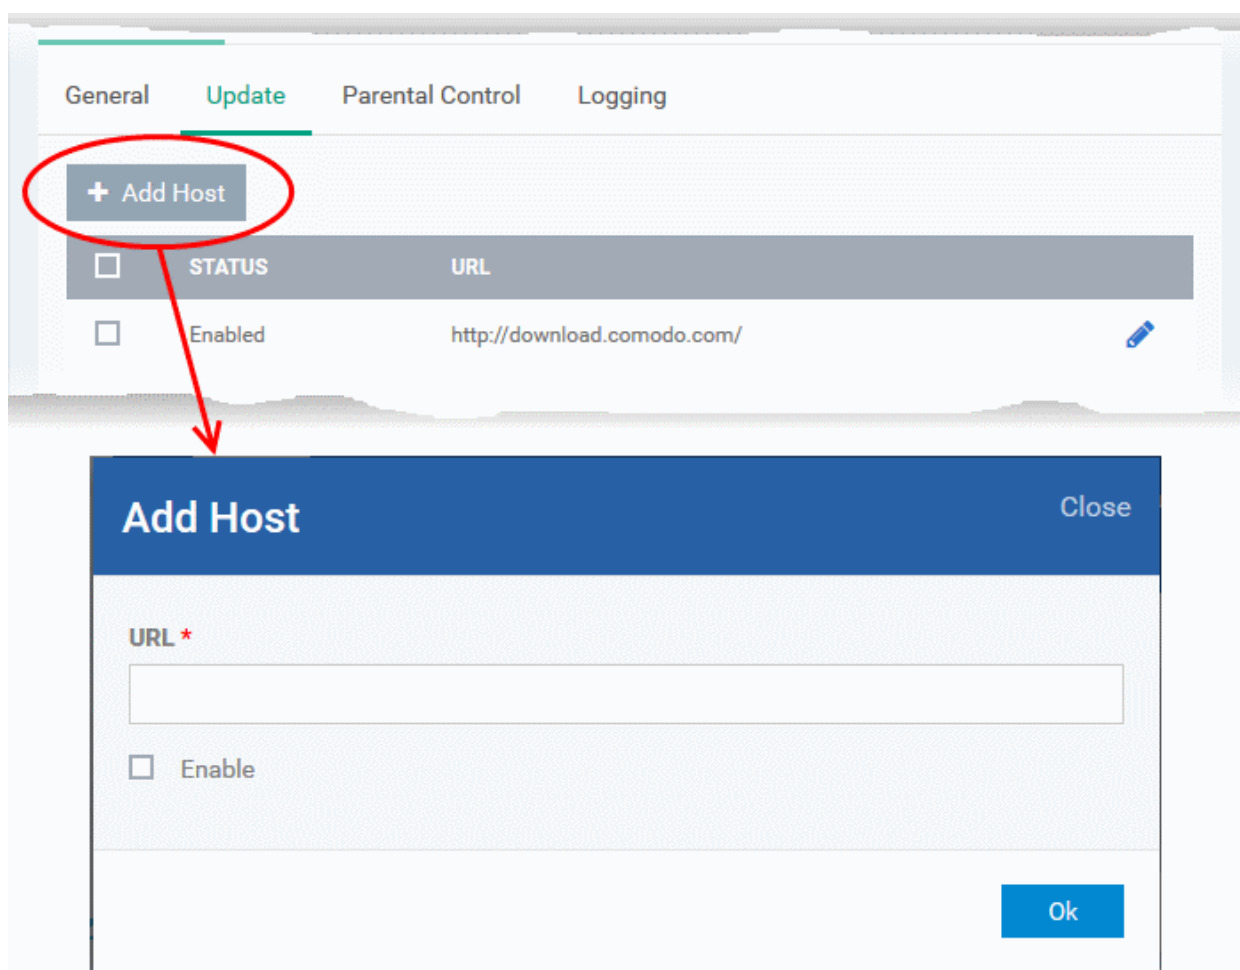 General Update Parental Control Logging
+ Add Host
STATUS URL
Enabled http://download.comodo.com/
Add Host Close
URL *
Enable
Ok